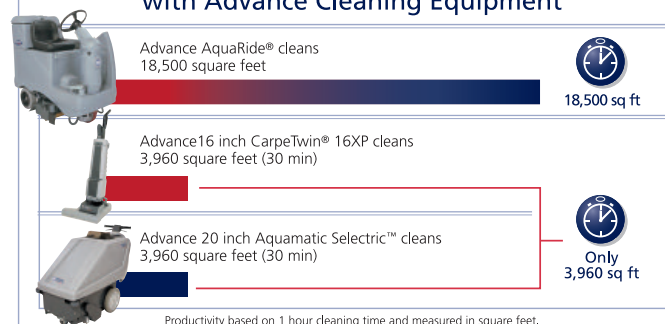 with Advance Cleaning Equipment
Advance AquaRide® cleans
18,500 square feet
18,500 sq ft
Advance16 inch CarpeTwin® 16XP cleans
3,960 square feet (30 min)
Advance 20 inch Aquamatic Selectric™ cleans
3,960 square feet (30 min)
Only
3,960 sq ft
Productivity based on 1 hour cleaning time and measured in square feet.